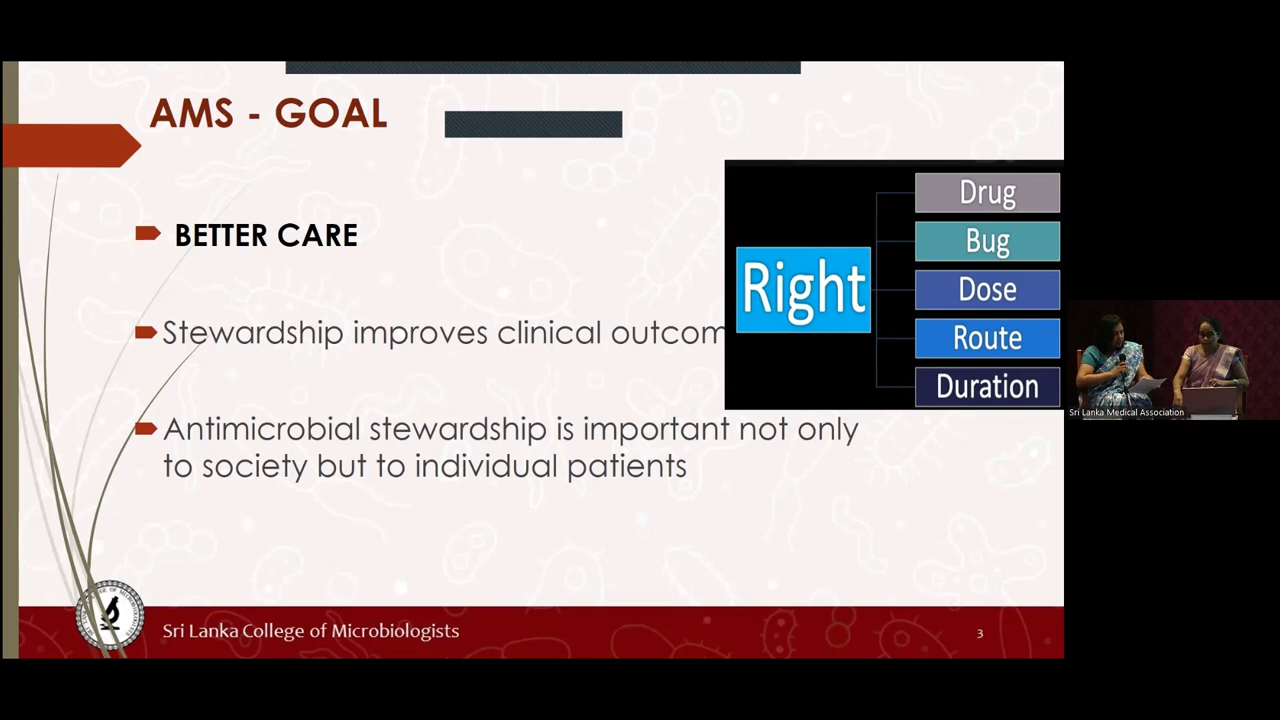 AMS - GOAL
BETTER CARE
Stewardship improves clinical outcom
Antimicrobial stewardship is important not only
to society but to individual patients
Right
Drug
Bug
Dose
Route
Duration
Sri Lanka Medical Association
Sri Lanka College of Microbiologists
3